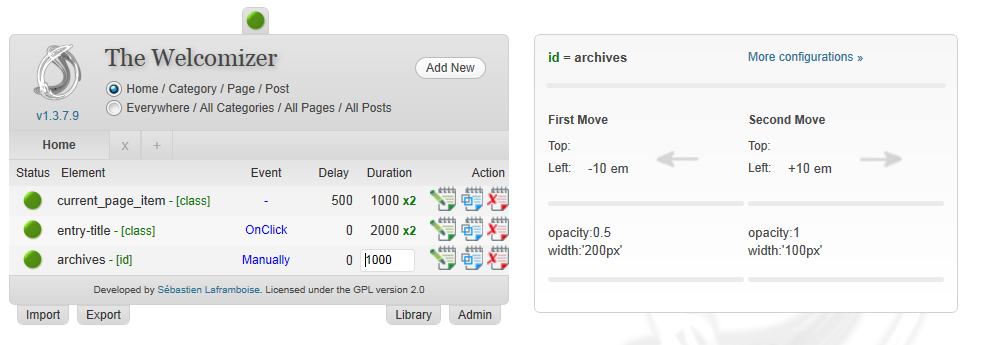 The Welcomizer
Add New
Home / Category / Page / Post
Everywhere / All Categories / All Pages / All Posts
v1.3.7.9
Home x +
Status Element Event Delay Duration Action
current_page_item - [class] - 500 1000 x2
entry-title - [class] OnClick 0 2000 x2
archives - [id] Manually 0 1000
Developed by Sébastien Laframboise. Licensed under the GPL version 2.0
Import Export Library Admin
id = archives More configurations »
First Move Second Move
Top: Top:
Left: -10 em Left: +10 em
opacity:0.5 opacity:1
width:'200px' width:'100px'